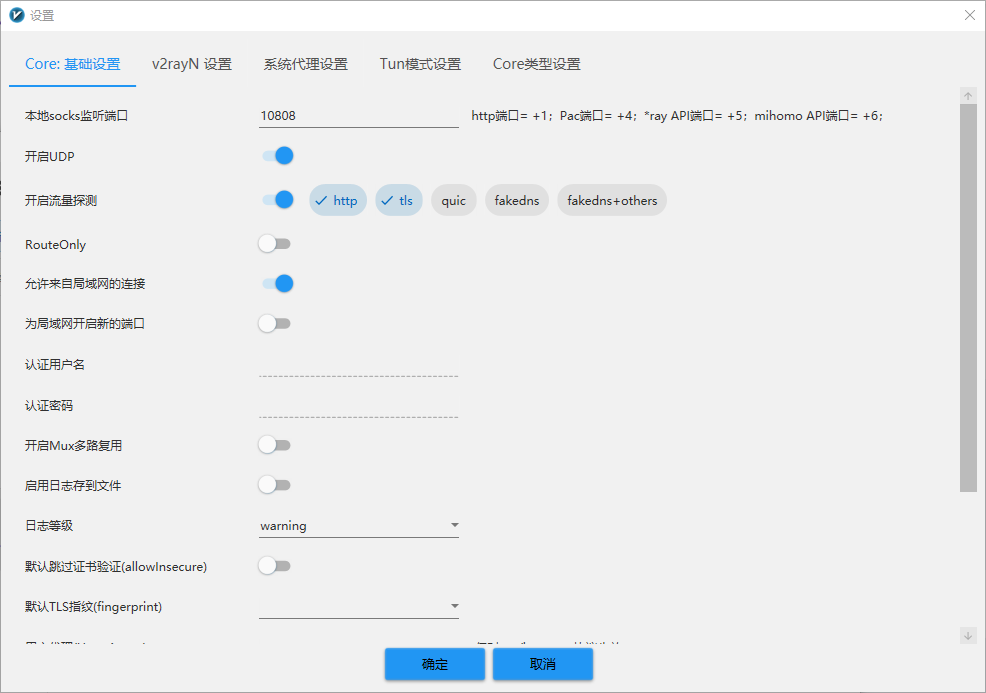 设置
Core: 基础设置 v2rayN 设置 系统代理设置 Tun模式设置 Core类型设置
本地socks监听端口 10808 http端口= +1; Pac端口= +4; *ray API端口= +5; mihomo API端口= +6;
开启UDP
开启流量探测 http tls quic fakedns fakedns+others
RouteOnly
允许来自局域网的连接
为局域网开启新的端口
认证用户名
认证密码
开启Mux多路复用
启用日志存到文件
日志等级 warning
默认跳过证书验证(allowInsecure)
默认TLS指纹(fingerprint)
确定 取消